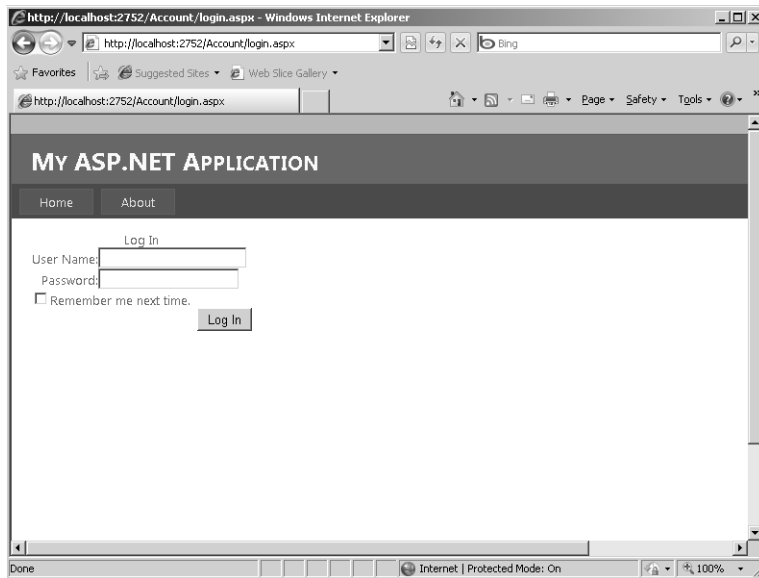 http://localhost:2752/Account/login.aspx - Windows Internet Explorer
http://localhost:2752/Account/login.aspx
Bing
Favorites Suggested Sites Web Slice Gallery
http://localhost:2752/Account/login.aspx
Page Safety Tools »
MY ASP.NET APPLICATION
Home About
Log In
User Name:
Password:
Remember me next time.
Log In
Done Internet | Protected Mode: On 100%